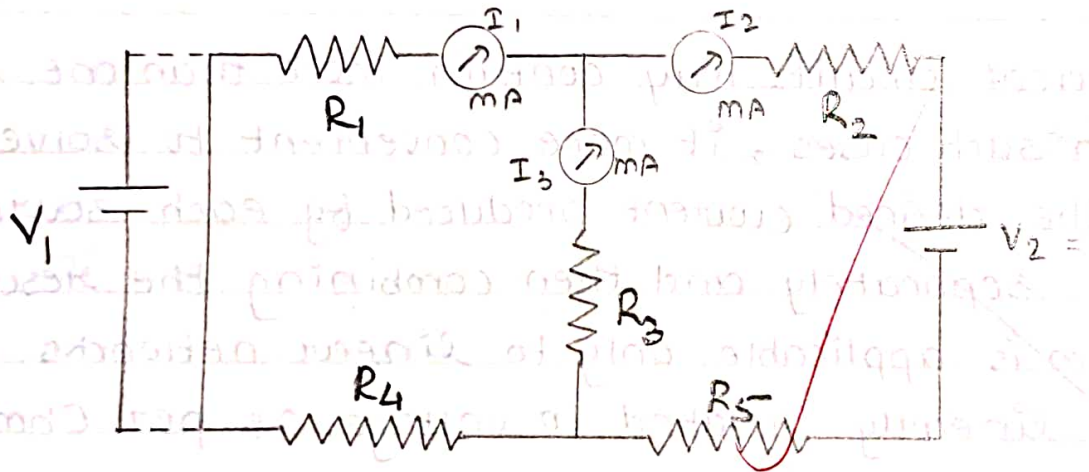 I1 I2
mA mA
R1 R2
I3 mA
V1 V2 =
R3
R4 R5